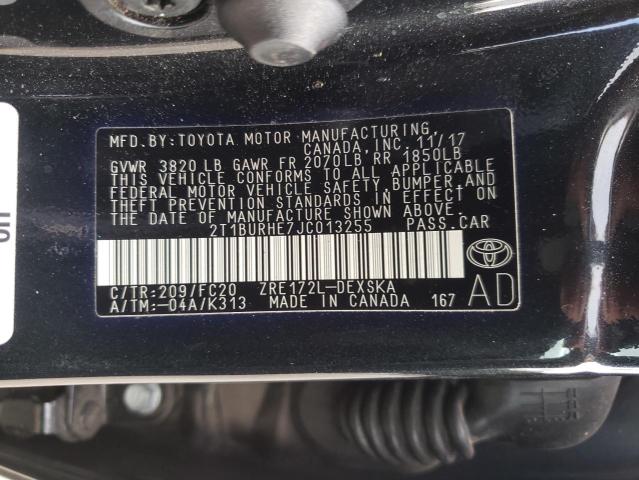 MFD. BY: TOYOTA MOTOR MANUFACTURING,
CANADA, INC. 11/17
GVWR 3820 LB GAWR FR 2070LB RR 1850LB
THIS VEHICLE CONFORMS TO ALL APPLICABLE
FEDERAL MOTOR VEHICLE SAFETY, BUMPER, AND
THEFT PREVENTION STANDARDS IN EFFECT ON
THE DATE OF MANUFACTURE SHOWN ABOVE.
2T1BURHE7JC013255 PASS. CAR
C/TR: 209/FC20 ZRE172L-DEXSKA
A/TM: -04A/K313 MADE IN CANADA 167
AD